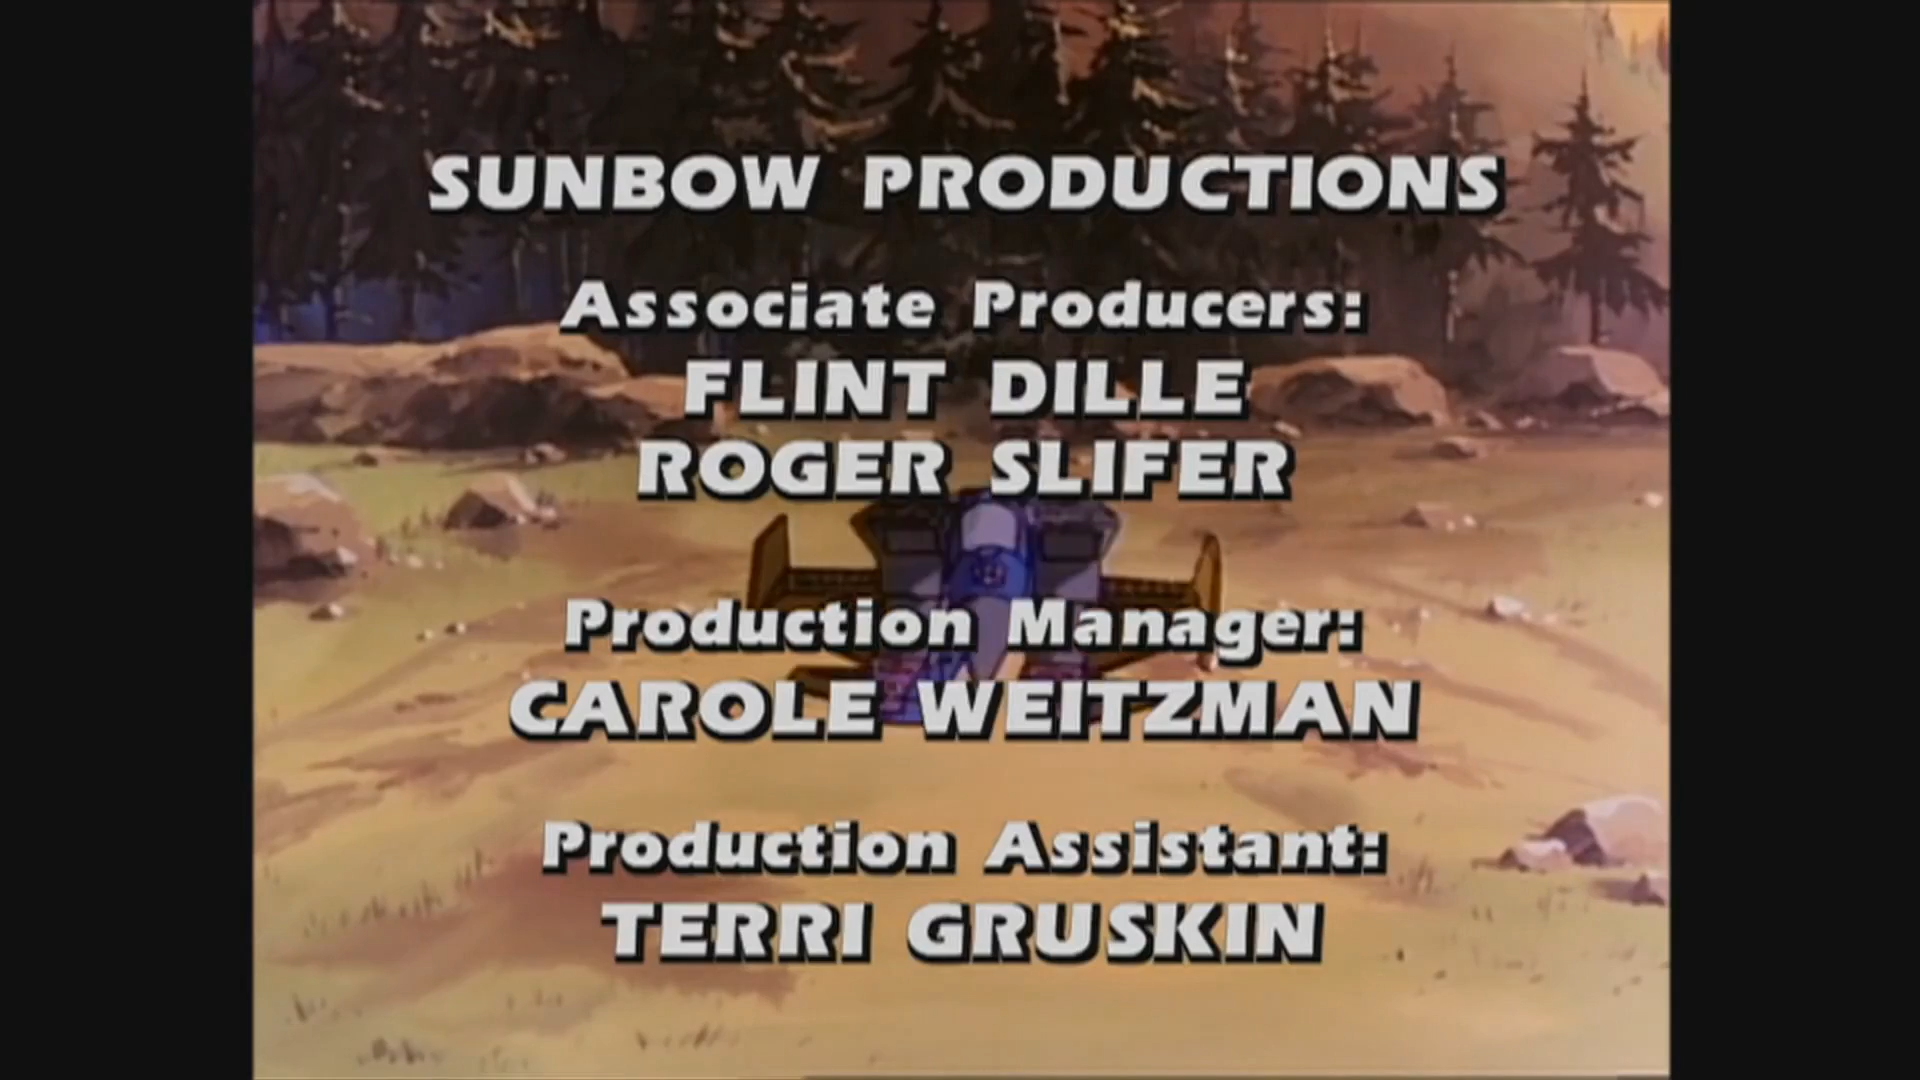 SUNBOW PRODUCTIONS
Associate Producers:
FLINT DILLE
ROGER SLIFER
Production Manager:
CAROLE WEITZMAN
Production Assistant:
TERRI GRUSKIN